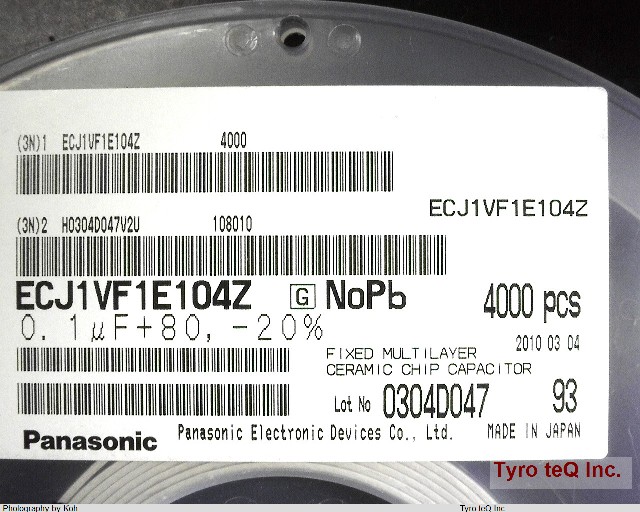 (3N)1 ECJ1VF1E104Z 4000
ECJ1VF1E104Z
(3N)2 H0304D047V2U 108010
ECJ1VF1E104Z G NoPb 4000 pcs
0. 1μF+80, -20% 2010 03 04
FIXED MULTILAYER
CERAMIC CHIP CAPACITOR
Lot No 0304D047 93
Panasonic Panasonic Electronic Devices Co., Ltd. MADE IN JAPAN
Tyro teQ Inc.
Photography by Koh Tyro teQ Inc